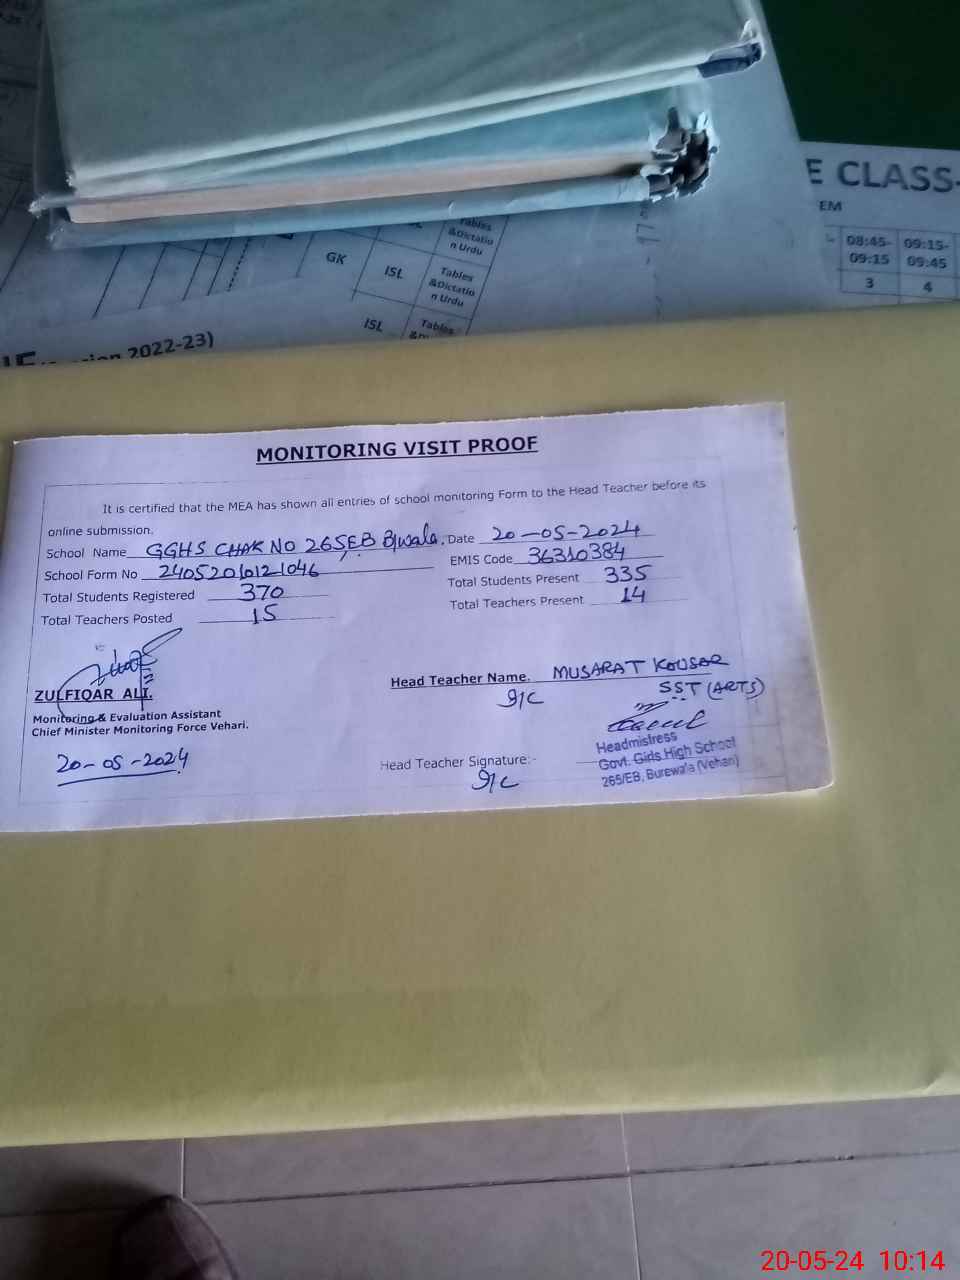 E CLASS-
EM
08:45-09:15 09:15-09:45
3 4
Tables &Dictatio n Urdu
GK ISL Tables &Dictatio n Urdu
ISL Tables
2022-23)
MONITORING VISIT PROOF
It is certified that the MEA has shown all entries of school monitoring Form to the Head Teacher before its
online submission.
School Name GGHS CHAK NO 265EB B/wala. Date 20-05-2024
School Form No 24052010121046 EMIS Code 36310384
Total Students Registered 370 Total Students Present 335
Total Teachers Posted 15 Total Teachers Present 14
ZULFIQAR ALI.
Monitoring & Evaluation Assistant
Chief Minister Monitoring Force Vehari.
20-05-2024
Head Teacher Name. MUSARAT KOUSAR
I/C SST (ARTS)
Head Teacher Signature:-
I/C
Headmistress
Govt. Girls High School
265/EB, Burewala (Vehari)
20-05-24 10:14